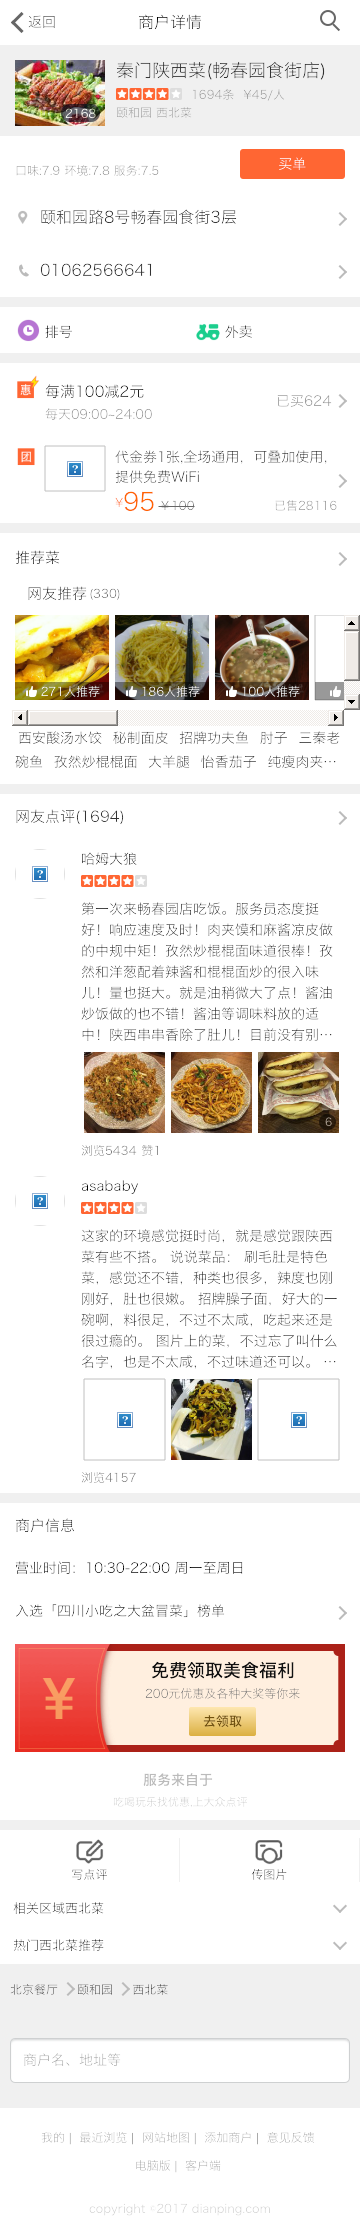 返回
商户详情
2168
秦门陕西菜(畅春园食街店)
1694条 ¥45/人
颐和园 西北菜
口味:7.9 环境:7.8 服务:7.5
买单
颐和园路8号畅春园食街3层
01062566641
排号
外卖
惠
每满100减2元
每天09:00-24:00
已买624
团
代金券1张,全场通用，可叠加使用，
提供免费WiFi
¥95 ¥100
已售28116
推荐菜
网友推荐(330)
271人推荐
186人推荐
100人推荐
西安酸汤水饺 秘制面皮 招牌功夫鱼 肘子 三秦老
碗鱼 孜然炒棍棍面 大羊腿 怡香茄子 纯瘦肉夹…
网友点评(1694)
哈姆大狼
第一次来畅春园店吃饭。服务员态度挺
好！响应速度及时！肉夹馍和麻酱凉皮做
的中规中矩！孜然炒棍棍面味道很棒！孜
然和洋葱配着辣酱和棍棍面炒的很入味
儿！量也挺大。就是油稍微大了点！酱油
炒饭做的也不错！酱油等调味料放的适
中！陕西串串香除了肚儿！目前没有别…
6
浏览5434 赞1
asababy
这家的环境感觉挺时尚，就是感觉跟陕西
菜有些不搭。 说说菜品： 刷毛肚是特色
菜，感觉还不错，种类也很多，辣度也刚
刚好，肚也很嫩。 招牌臊子面，好大的一
碗啊，料很足，不过不太咸，吃起来还是
很过瘾的。 图片上的菜，不过忘了叫什么
名字，也是不太咸，不过味道还可以。 …
浏览4157
商户信息
营业时间：10:30-22:00 周一至周日
入选「四川小吃之大盆冒菜」榜单
¥
免费领取美食福利
200元优惠及各种大奖等你来
去领取
服务来自于
吃喝玩乐找优惠,上大众点评
写点评
传图片
相关区域西北菜
热门西北菜推荐
北京餐厅 颐和园 西北菜
商户名、地址等
我的 | 最近浏览 | 网站地图 | 添加商户 | 意见反馈
电脑版 | 客户端
copyright ©2017 dianping.com